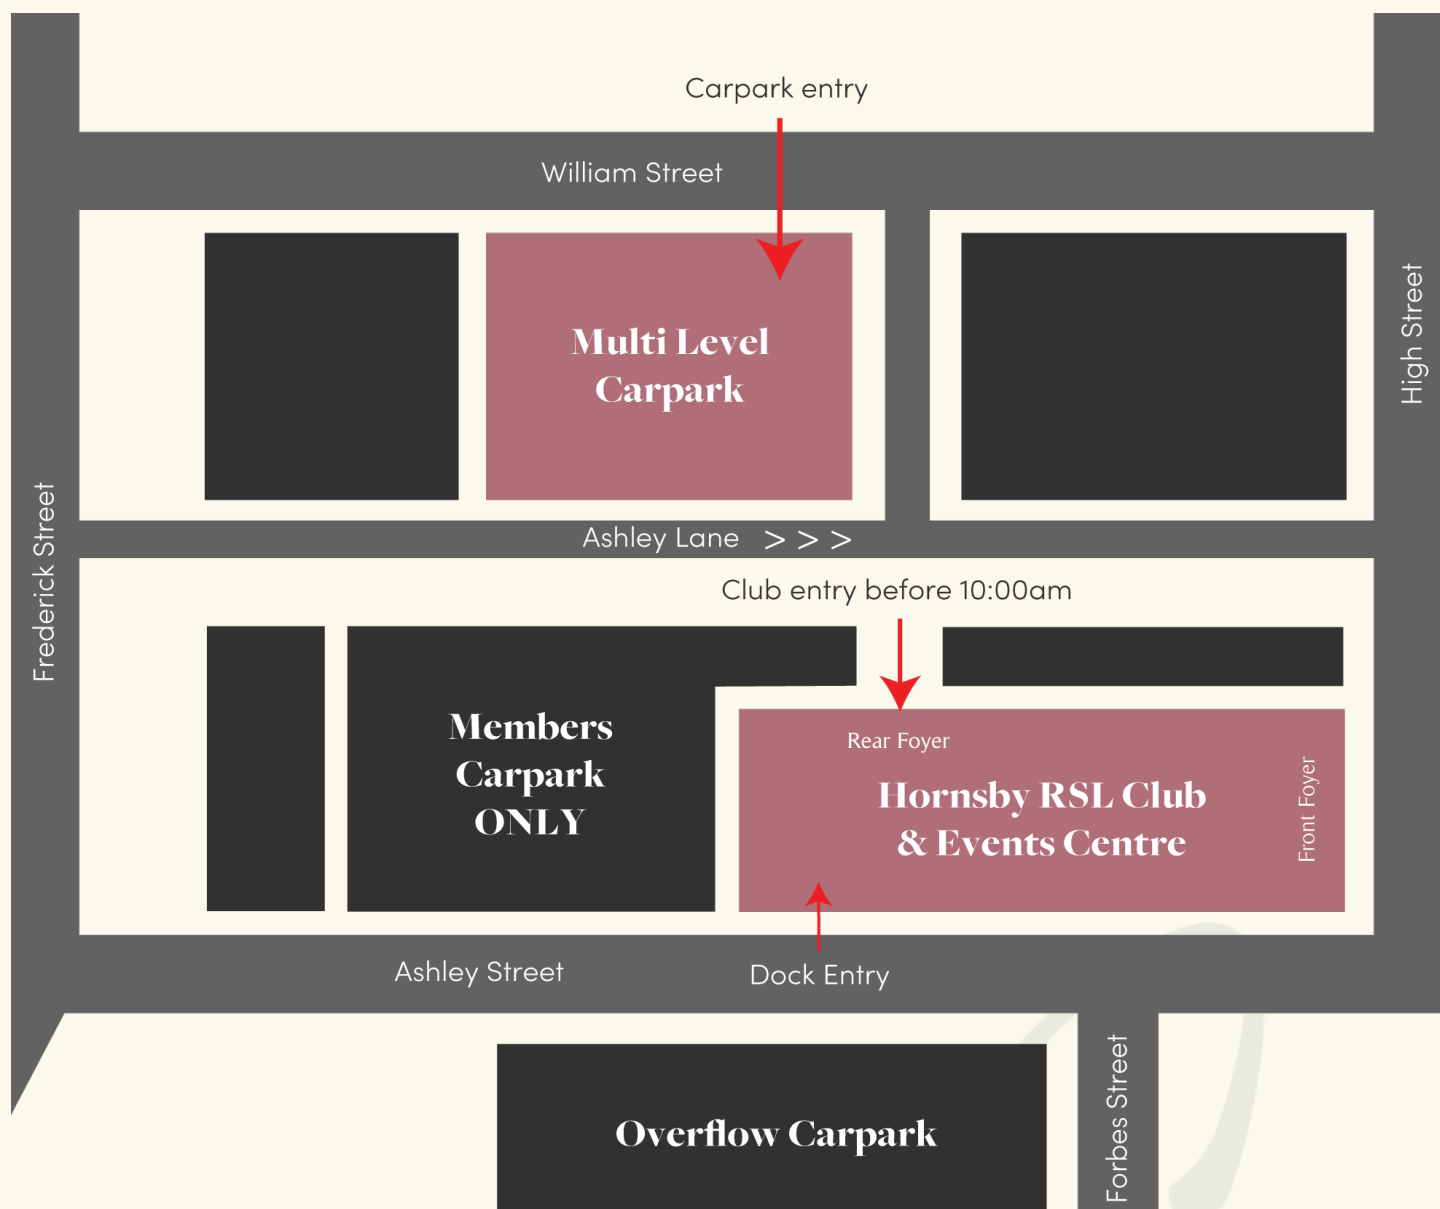 Carpark entry
William Street
Multi Level
Carpark
High Street
Frederick Street
Ashley Lane > > >
Club entry before 10:00am
Members
Carpark
ONLY
Rear Foyer
Hornsby RSL Club
& Events Centre
Front Foyer
Ashley Street
Dock Entry
Overflow Carpark
Forbes Street